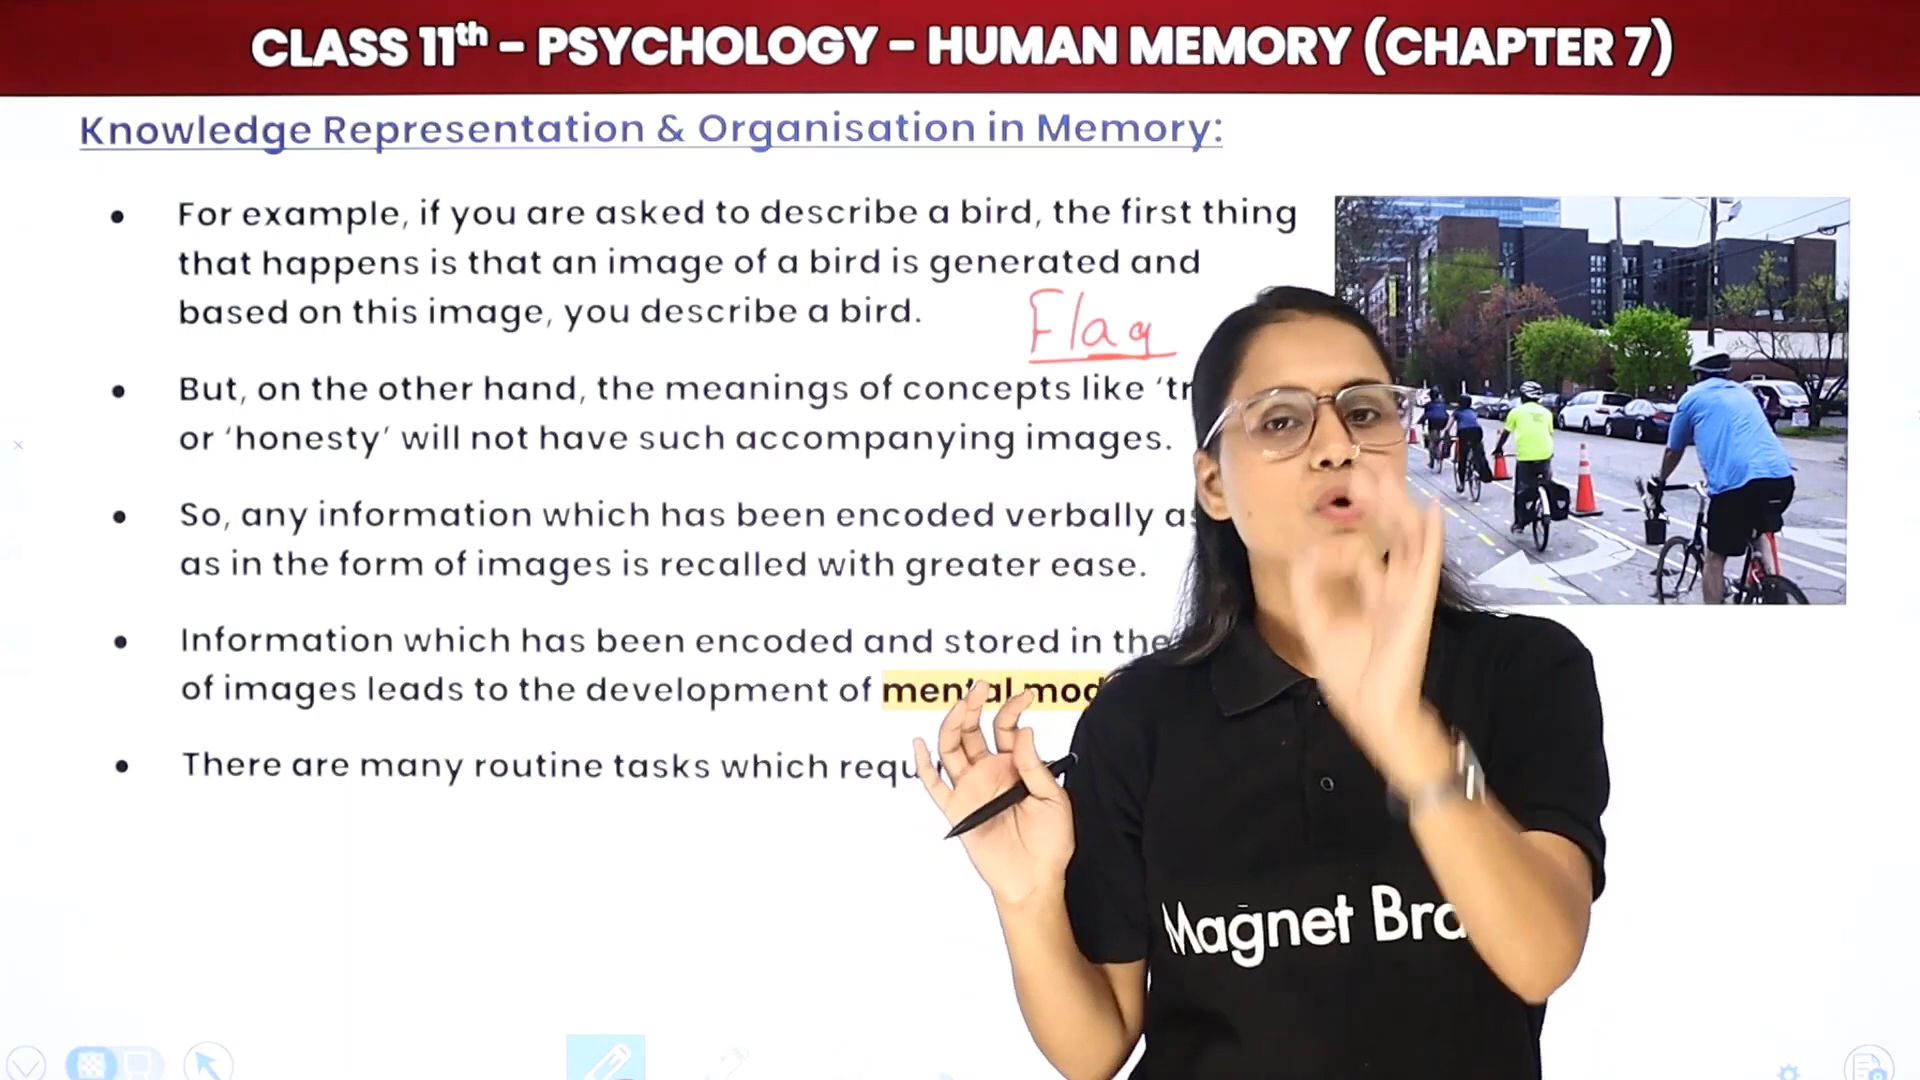 CLASS 11th - PSYCHOLOGY - HUMAN MEMORY (CHAPTER 7)
Knowledge Representation & Organisation in Memory:
• For example, if you are asked to describe a bird, the first thing
that happens is that an image of a bird is generated and
based on this image, you describe a bird.
Flag
• But, on the other hand, the meanings of concepts like
or 'honesty' will not have such accompanying images.
• So, any information which has been encoded verbally
as in the form of images is recalled with greater ease.
• Information which has been encoded and stored in the
of images leads to the development of mental
• There are many routine tasks which
Magnet